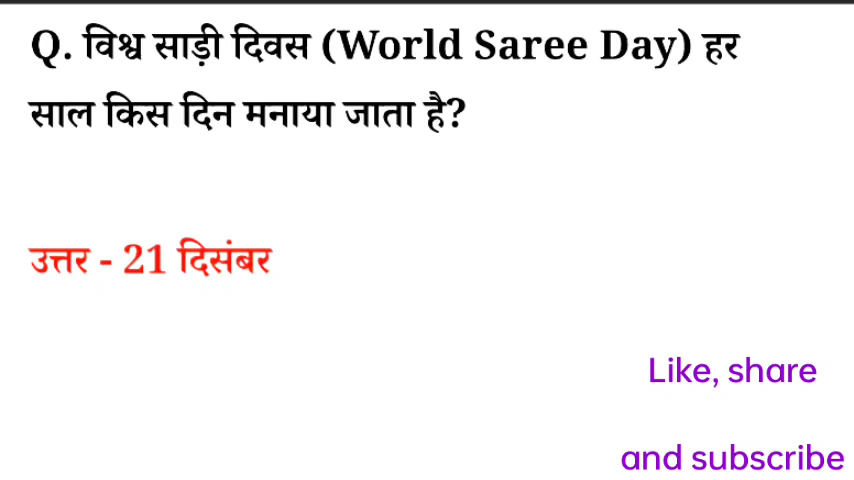 Q. विश्व साड़ी दिवस (World Saree Day) हर
साल किस दिन मनाया जाता है?
उत्तर - 21 दिसंबर
Like, share
and subscribe